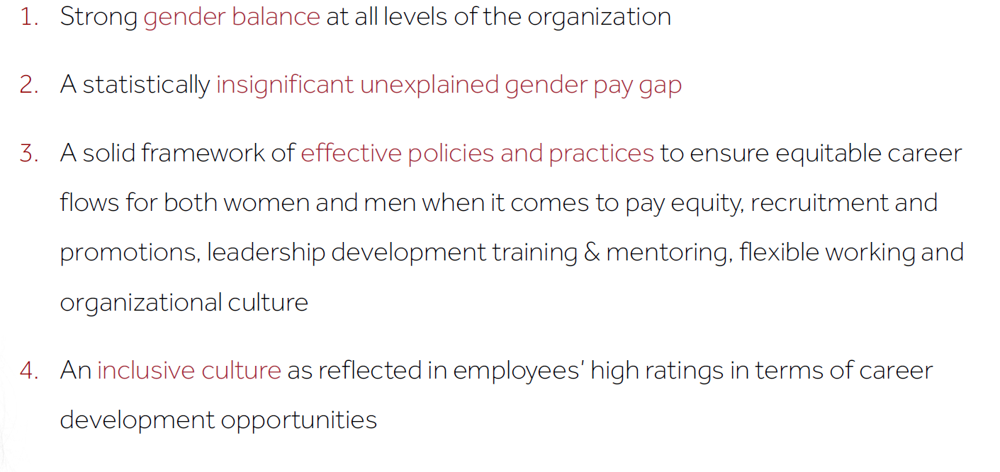 1. Strong gender balance at all levels of the organization
2. A statistically insignificant unexplained gender pay gap
3. A solid framework of effective policies and practices to ensure equitable career
flows for both women and men when it comes to pay equity, recruitment and
promotions, leadership development training & mentoring, flexible working and
organizational culture
4. An inclusive culture as reflected in employees' high ratings in terms of career
development opportunities